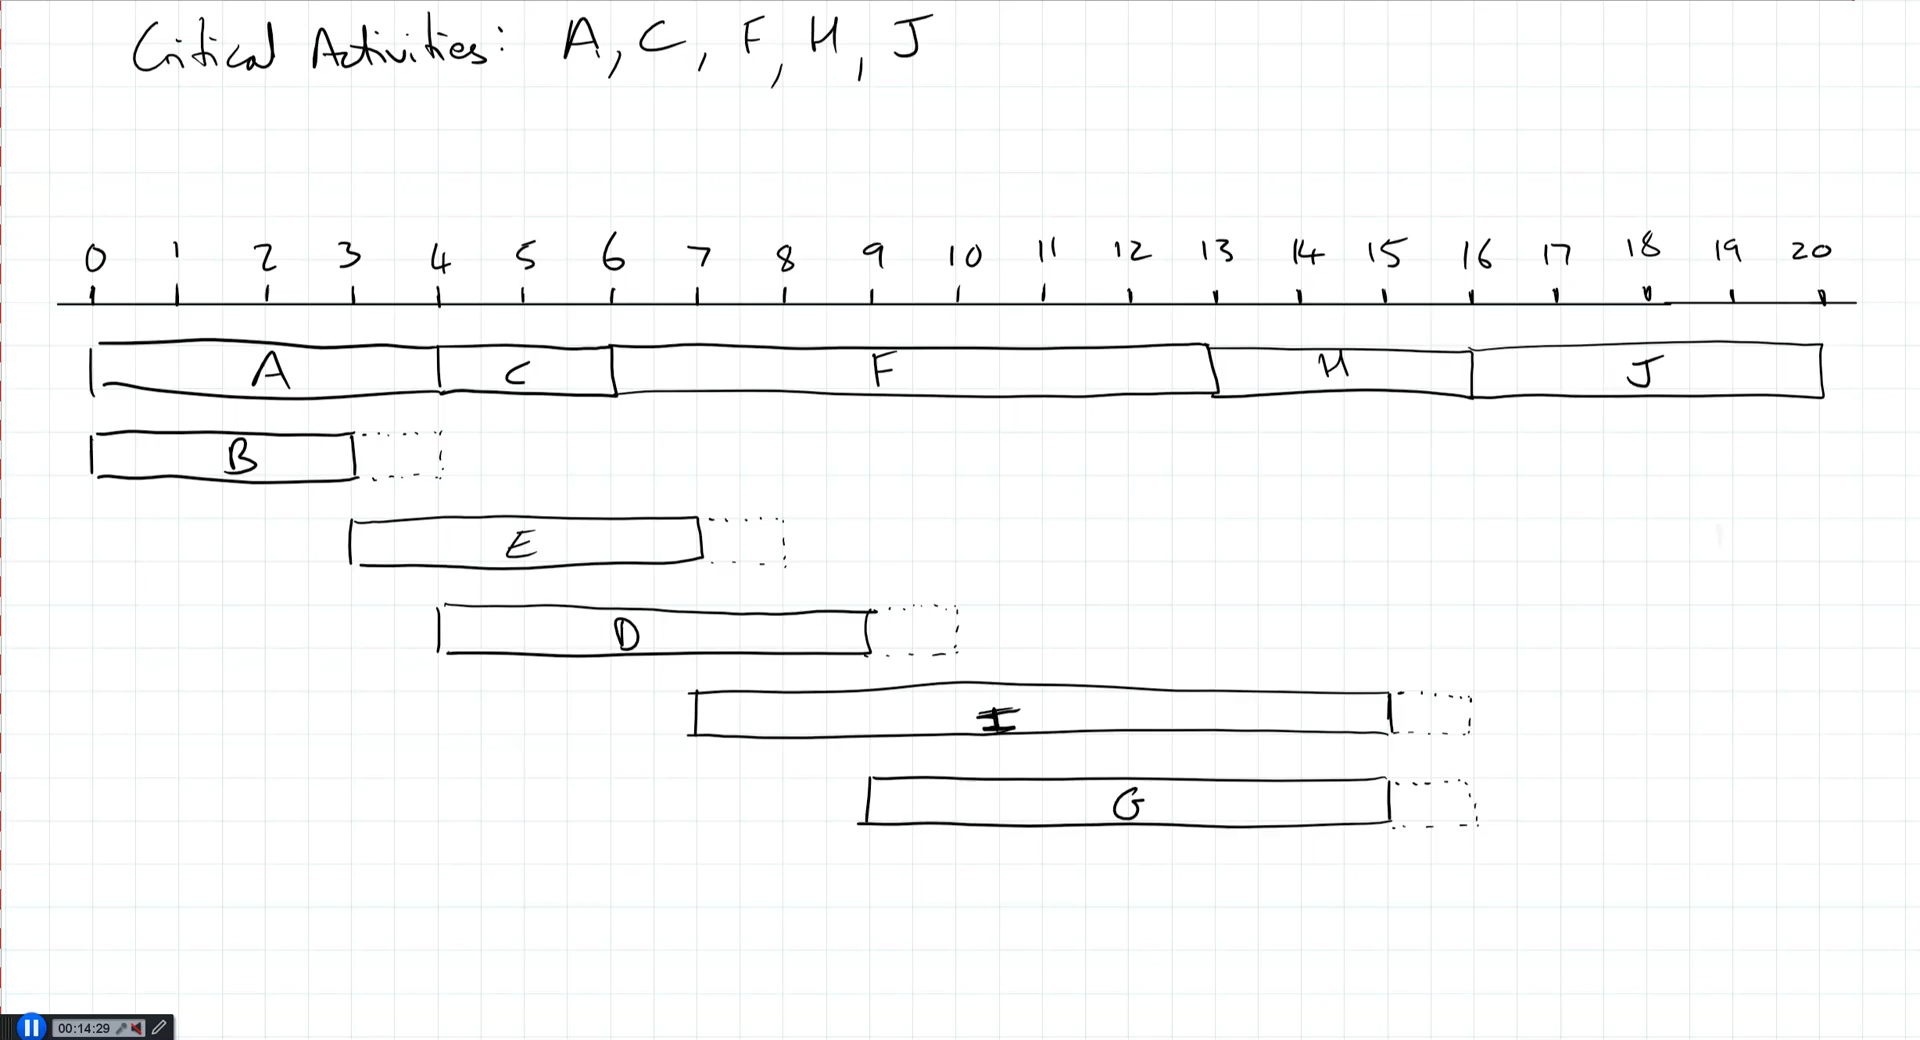 Critical Activities: A, C, F, H, J
0 1 2 3 4 5 6 7 8 9 10 11 12 13 14 15 16 17 18 19 20
A C F H J
B
E
D
I
G
00:14:29